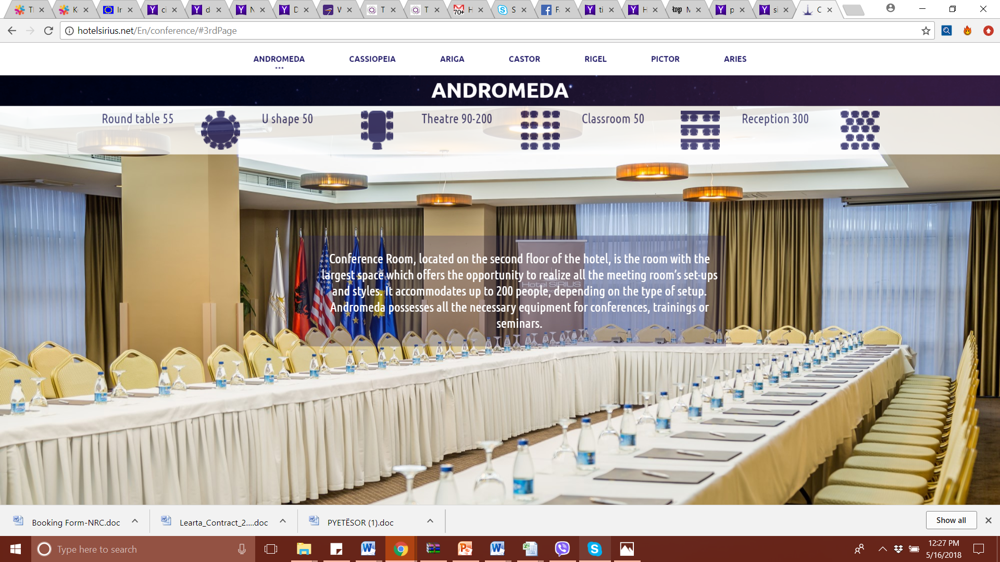 Tl
K
Ir
ci
d
N
D
V
T
T
70+ H
S
F
ti
H
wp M
p
si
C
hotelsirius.net/En/conference/#3rdPage
ANDROMEDA CASSIOPEIA ARIGA CASTOR RIGEL PICTOR ARIES
ANDROMEDA
Round table 55 U shape 50 Theatre 90-200 Classroom 50 Reception 300
Conference Room, located on the second floor of the hotel, is the room with the
largest space which offers the opportunity to realize all the meeting room's set-ups
and styles. It accommodates up to 200 people, depending on the type of setup.
Andromeda possesses all the necessary equipment for conferences, trainings or
seminars.
Hotel SIRIUS
Booking Form-NRC.doc Learta_Contract_2....doc PYETËSOR (1).doc Show all
Type here to search
12:27 PM
5/16/2018